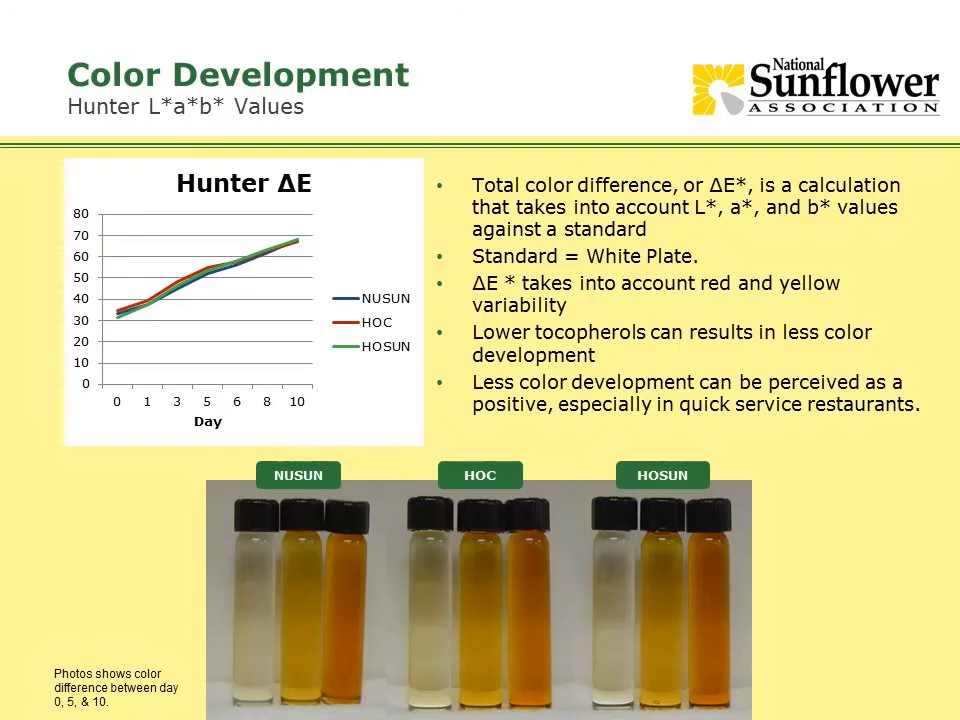 Color Development
Hunter L*a*b* Values
National
Sunflower
ASSOCIATION
Hunter ΔE
80
70
60
50
40
30
20
10
0
0 1 3 5 6 8 10
Day
NUSUN
HOC
HOSUN
• Total color difference, or ΔE*, is a calculation
that takes into account L*, a*, and b* values
against a standard
• Standard = White Plate.
• ΔE * takes into account red and yellow
variability
• Lower tocopherols can results in less color
development
• Less color development can be perceived as a
positive, especially in quick service restaurants.
NUSUN HOC HOSUN
Photos shows color
difference between day
0, 5, & 10.